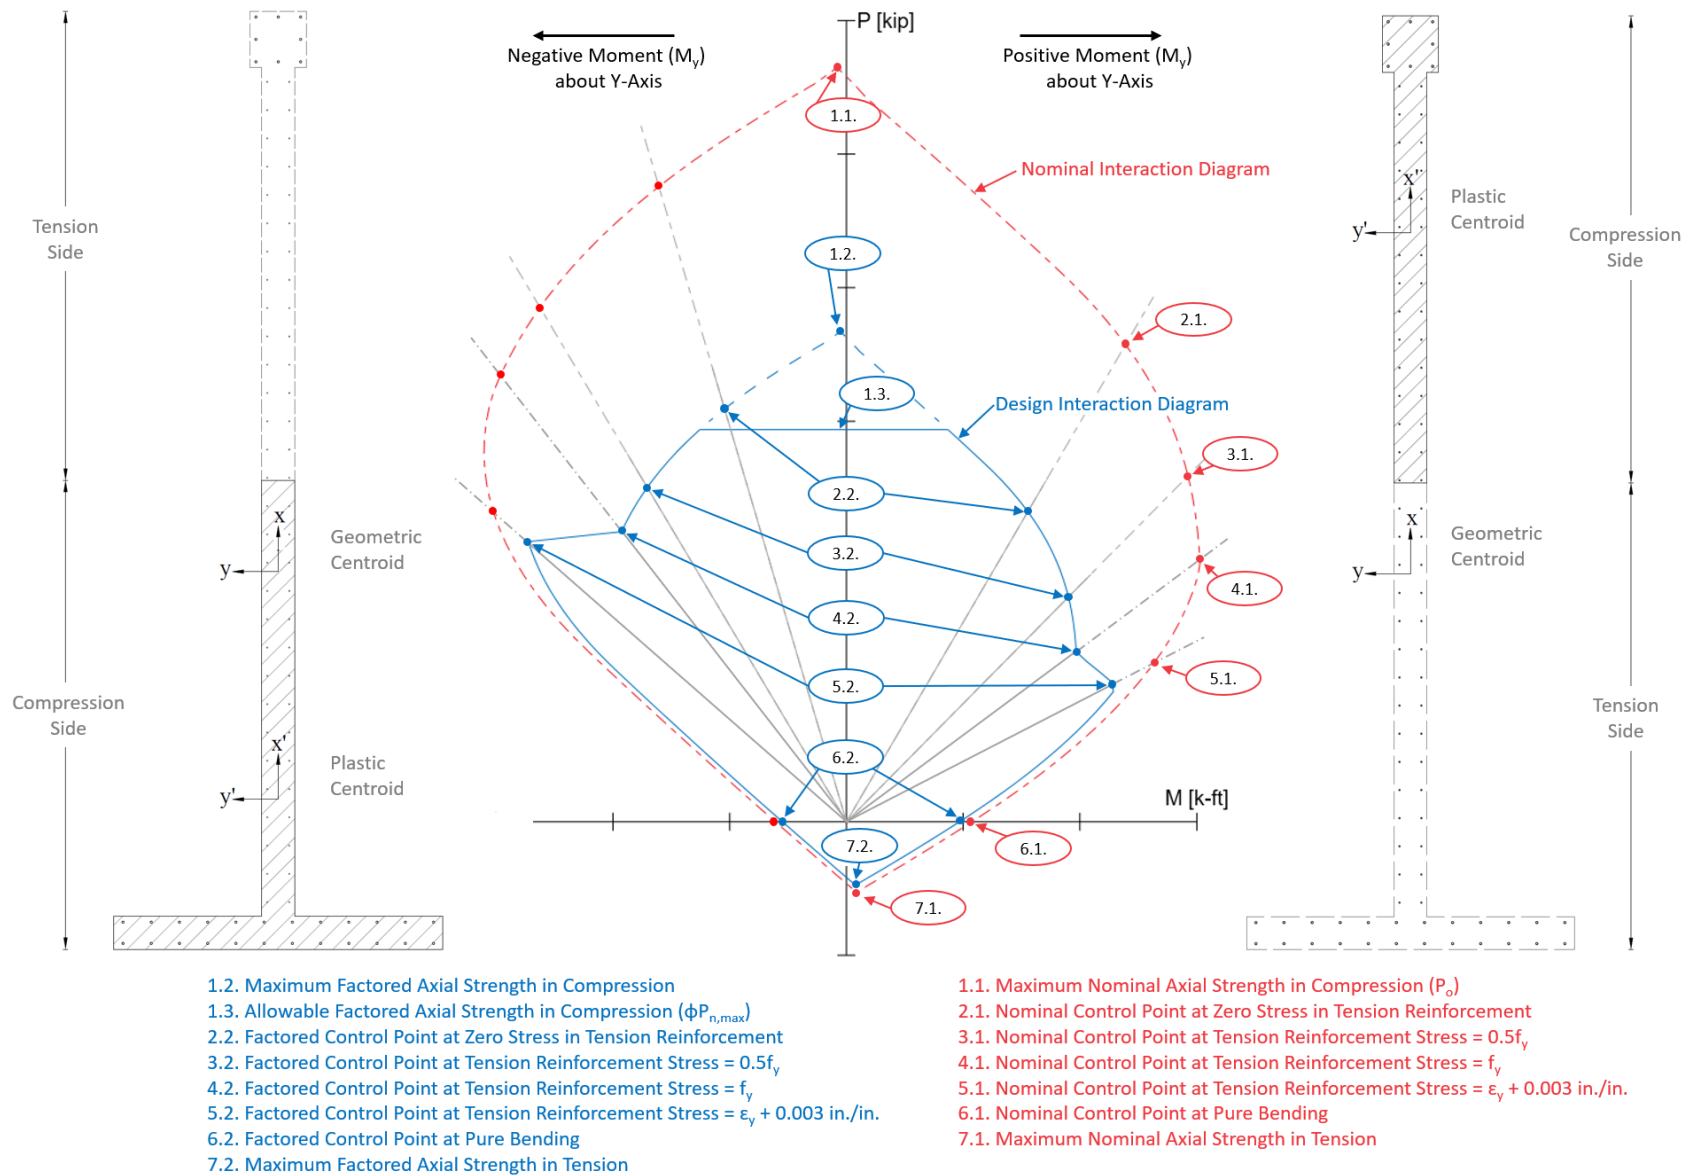 P [kip]
Negative Moment (My)
about Y-Axis
Positive Moment (My)
about Y-Axis
1.1.
Nominal Interaction Diagram
x'
Plastic
Centroid
y'
Tension
Side
Compression
Side
1.2.
2.1.
1.3.
Design Interaction Diagram
3.1.
2.2.
x
Geometric
Centroid
y
x
Geometric
Centroid
y
3.2.
4.1.
4.2.
5.2.
5.1.
Compression
Side
Tension
Side
x'
Plastic
Centroid
y'
6.2.
M [k-ft]
7.2.
6.1.
7.1.
1.2. Maximum Factored Axial Strength in Compression
1.3. Allowable Factored Axial Strength in Compression (ϕPn,max)
2.2. Factored Control Point at Zero Stress in Tension Reinforcement
3.2. Factored Control Point at Tension Reinforcement Stress = 0.5fy
4.2. Factored Control Point at Tension Reinforcement Stress = fy
5.2. Factored Control Point at Tension Reinforcement Stress = εy + 0.003 in./in.
6.2. Factored Control Point at Pure Bending
7.2. Maximum Factored Axial Strength in Tension
1.1. Maximum Nominal Axial Strength in Compression (Po)
2.1. Nominal Control Point at Zero Stress in Tension Reinforcement
3.1. Nominal Control Point at Tension Reinforcement Stress = 0.5fy
4.1. Nominal Control Point at Tension Reinforcement Stress = fy
5.1. Nominal Control Point at Tension Reinforcement Stress = εy + 0.003 in./in.
6.1. Nominal Control Point at Pure Bending
7.1. Maximum Nominal Axial Strength in Tension